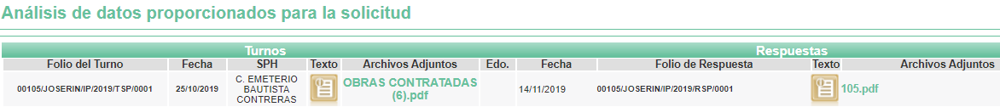 Análisis de datos proporcionados para la solicitud
Turnos Respuestas
Folio del Turno Fecha SPH Texto Archivos Adjuntos Edo. Fecha Folio de Respuesta Texto Archivos Adjuntos
00105/JOSERIN/IP/2019/TSP/0001 25/10/2019 C. EMETERIO BAUTISTA CONTRERAS OBRAS CONTRATADAS (6).pdf 14/11/2019 00105/JOSERIN/IP/2019/RSP/0001 105.pdf